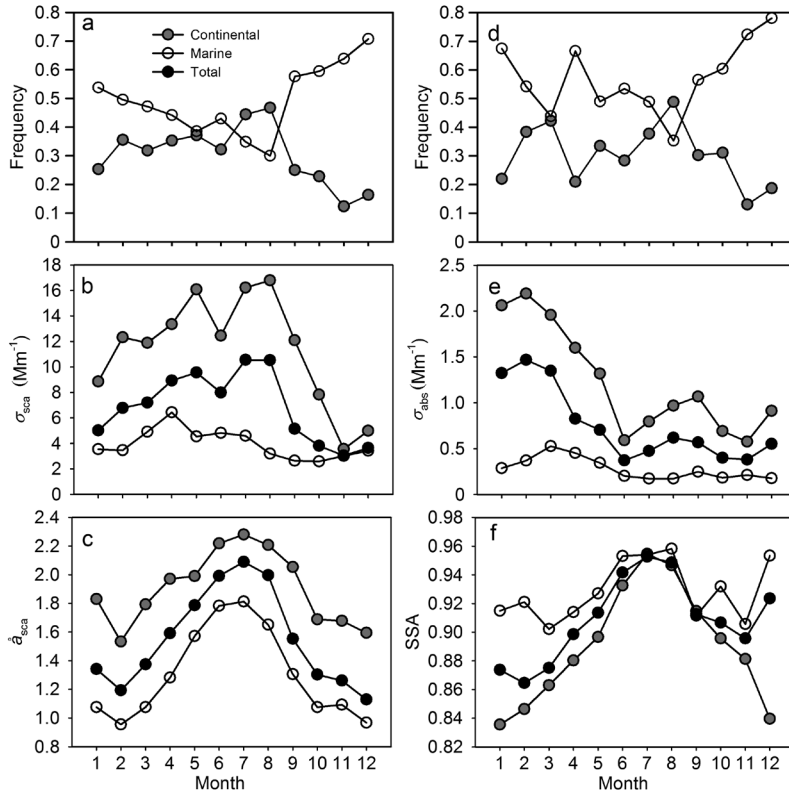 a
Continental
Marine
Total
Frequency
0.8
0.7
0.6
0.5
0.4
0.3
0.2
0.1
0
d
Frequency
0.8
0.7
0.6
0.5
0.4
0.3
0.2
0.1
0
b
σsca (Mm⁻¹)
18
16
14
12
10
8
6
4
2
0
e
σabs (Mm⁻¹)
2.5
2.0
1.5
1.0
0.5
0
c
åsca
2.4
2.2
2.0
1.8
1.6
1.4
1.2
1.0
0.8
1 2 3 4 5 6 7 8 9 10 11 12
Month
f
SSA
0.98
0.96
0.94
0.92
0.90
0.88
0.86
0.84
0.82
1 2 3 4 5 6 7 8 9 10 11 12
Month